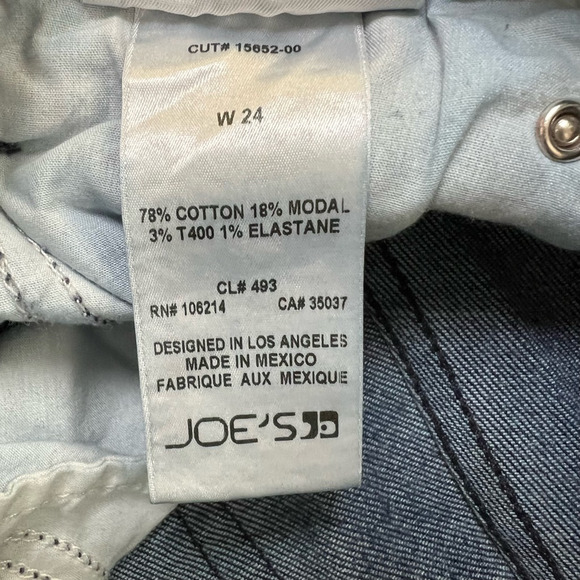 CUT# 15652-00
W 24
78% COTTON 18% MODAL
3% T400 1% ELASTANE
CL# 493
RN# 106214 CA# 35037
DESIGNED IN LOS ANGELES
MADE IN MEXICO
FABRIQUE AUX MEXIQUE
JOE'S